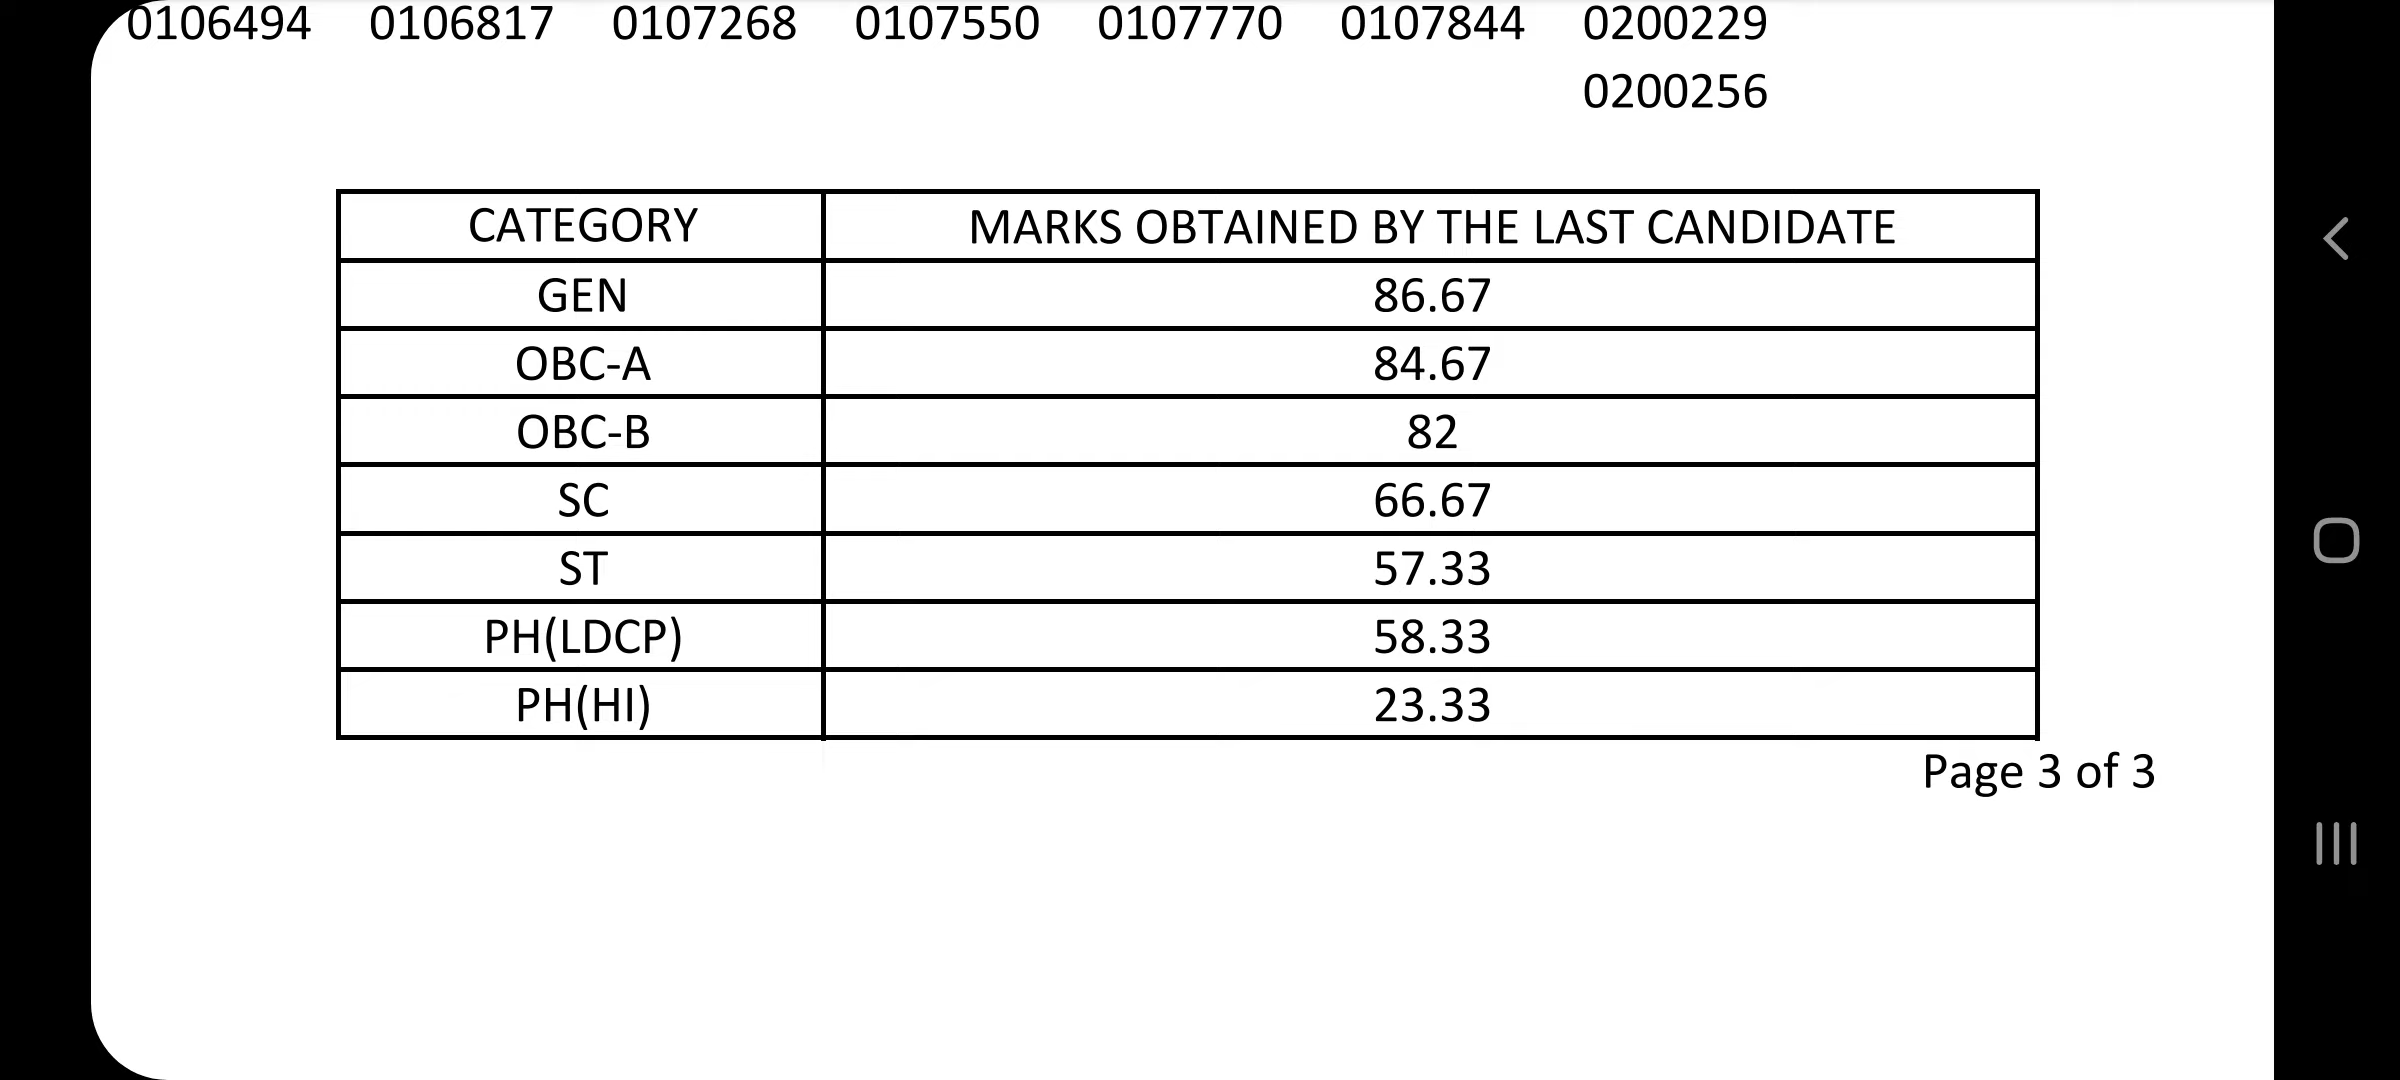 0106494 0106817 0107268 0107550 0107770 0107844 0200229
0200256
CATEGORY MARKS OBTAINED BY THE LAST CANDIDATE
GEN 86.67
OBC-A 84.67
OBC-B 82
SC 66.67
ST 57.33
PH(LDCP) 58.33
PH(HI) 23.33
Page 3 of 3